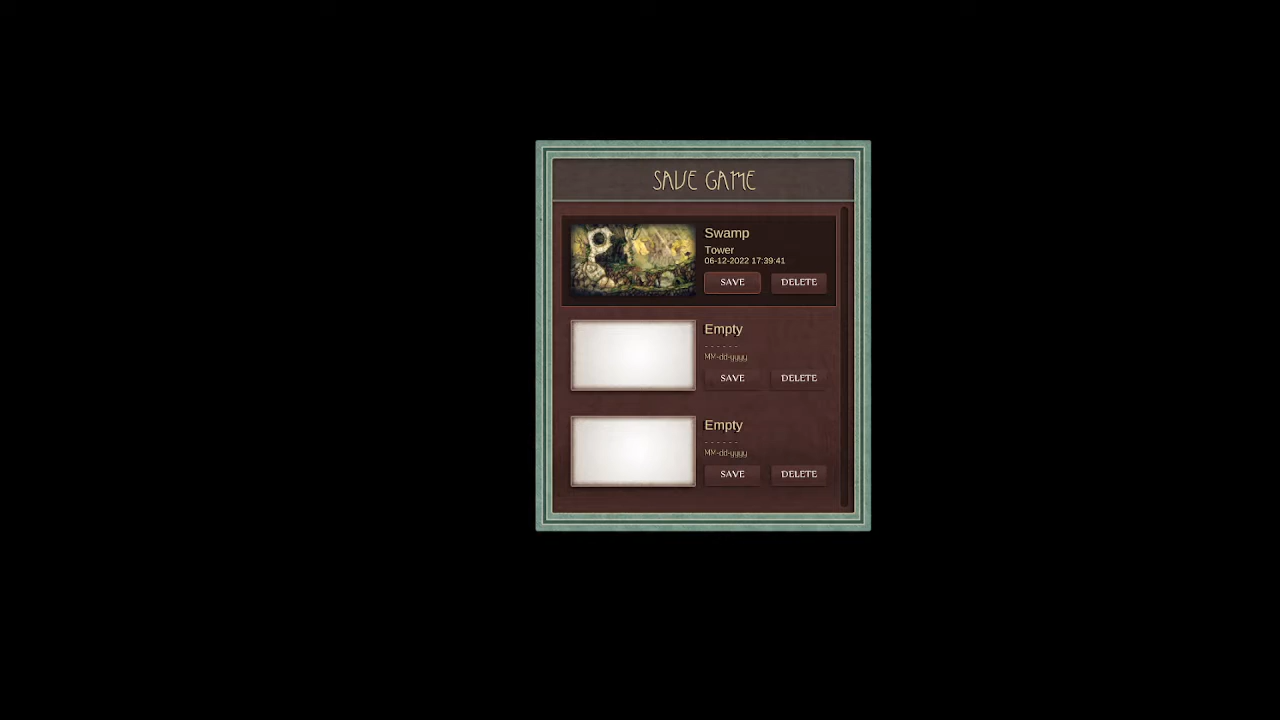 SAVE GAME
Swamp
Tower
06-12-2022 17:39:41
SAVE DELETE
Empty
- - - - - -
MM-dd-yyyy
SAVE DELETE
Empty
- - - - - -
MM-dd-yyyy
SAVE DELETE